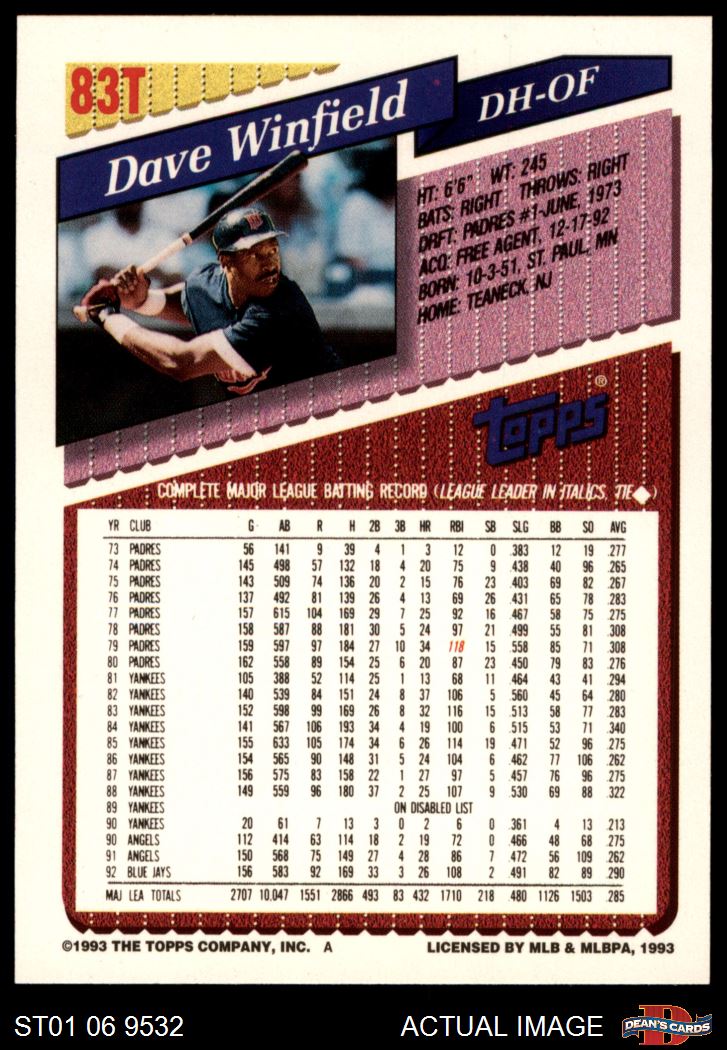 83T
Dave Winfield
DH-OF
HT: 6'6" WT: 245
BATS: RIGHT THROWS: RIGHT
DRFT: PADRES #1-JUNE, 1973
ACQ: FREE AGENT, 12-17-92
BORN: 10-3-51, ST. PAUL, MN
HOME: TEANECK, NJ
topps®
COMPLETE MAJOR LEAGUE BATTING RECORD (LEAGUE LEADER IN ITALICS, TIE◆)
YR CLUB G AB R H 2B 3B HR RBI SB SLG BB SO AVG
73 PADRES 56 141 9 39 4 1 3 12 0 .383 12 19 .277
74 PADRES 145 498 57 132 18 4 20 75 9 .438 40 96 .265
75 PADRES 143 509 74 136 20 2 15 76 23 .403 69 82 .267
76 PADRES 137 492 81 139 26 4 13 69 26 .431 65 78 .283
77 PADRES 157 615 104 169 29 7 25 92 16 .467 58 75 .275
78 PADRES 158 587 88 181 30 5 24 97 21 .499 55 81 .308
79 PADRES 159 597 97 184 27 10 34 118 15 .558 85 71 .308
80 PADRES 162 558 89 154 25 6 20 87 23 .450 79 83 .276
81 YANKEES 105 388 52 114 25 1 13 68 11 .464 43 41 .294
82 YANKEES 140 539 84 151 24 8 37 106 5 .560 45 64 .280
83 YANKEES 152 598 99 169 26 8 32 116 15 .513 58 77 .283
84 YANKEES 141 567 106 193 34 4 19 100 6 .515 53 71 .340
85 YANKEES 155 633 105 174 34 6 26 114 19 .471 52 96 .275
86 YANKEES 154 565 90 148 31 5 24 104 6 .462 77 106 .262
87 YANKEES 156 575 83 158 22 1 27 97 5 .457 76 96 .275
88 YANKEES 149 559 96 180 37 2 25 107 9 .530 69 88 .322
89 YANKEES ON DISABLED LIST
90 YANKEES 20 61 7 13 3 0 2 6 0 .361 4 13 .213
90 ANGELS 112 414 63 114 18 2 19 72 0 .466 48 68 .275
91 ANGELS 150 568 75 149 27 4 28 86 7 .472 56 109 .262
92 BLUE JAYS 156 583 92 169 33 3 26 108 2 .491 82 89 .290
MAJ LEA TOTALS 2707 10,047 1551 2866 493 83 432 1710 218 .480 1126 1503 .285
©1993 THE TOPPS COMPANY, INC. A LICENSED BY MLB & MLBPA, 1993
ST01 06 9532 ACTUAL IMAGE D DEAN'S CARDS